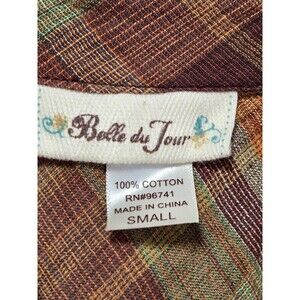 Belle du Jour
100% COTTON
RN#96741
MADE IN CHINA
SMALL